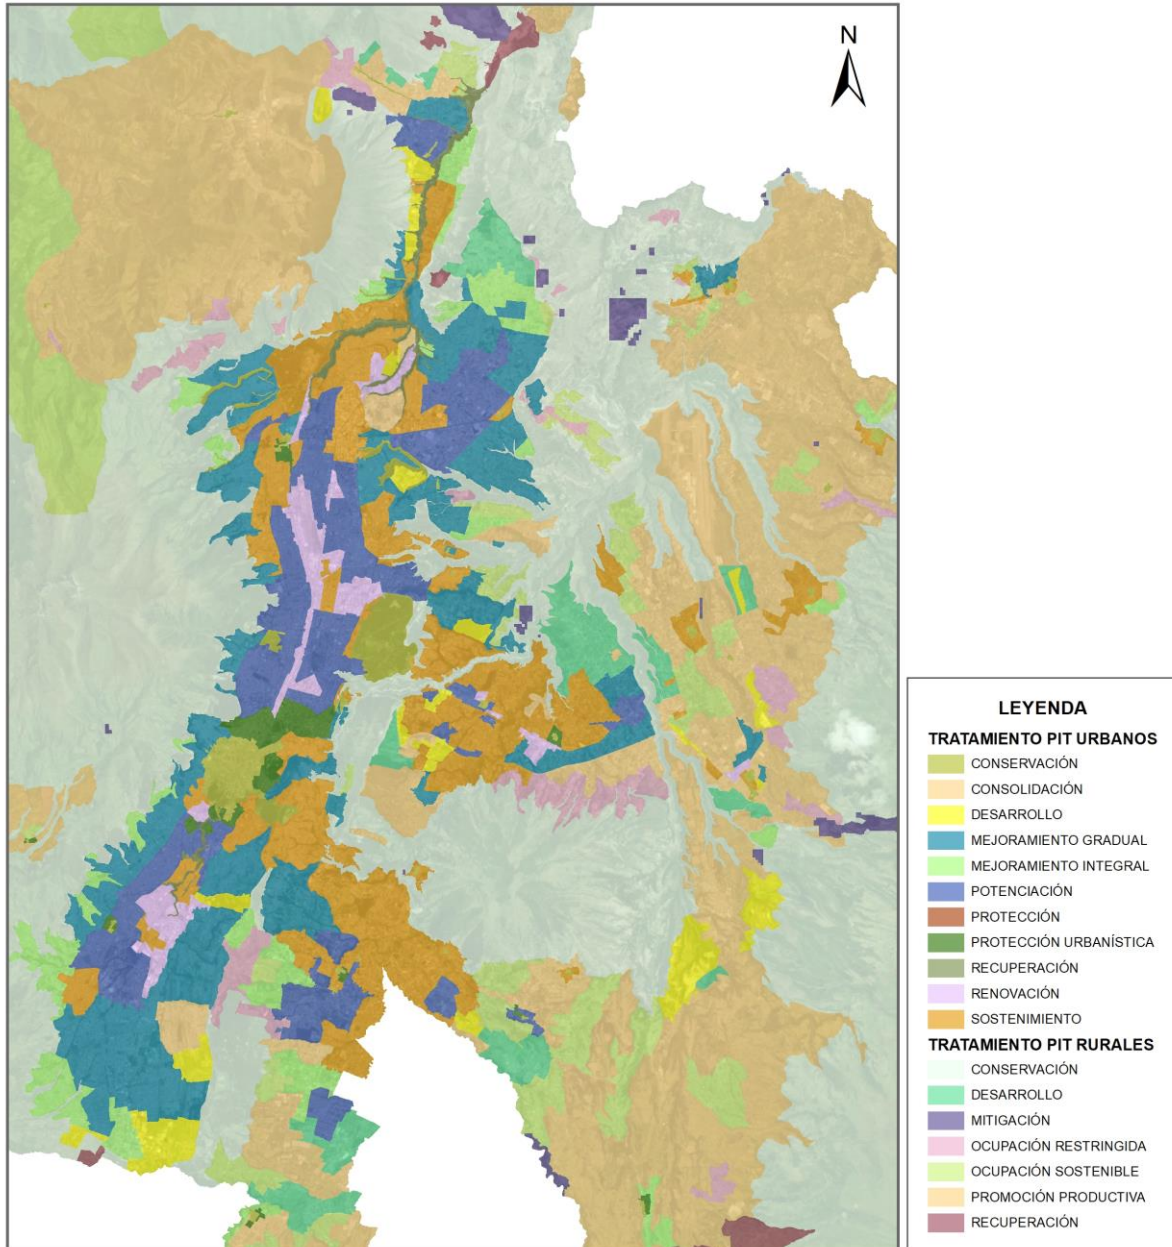 N
LEYENDA
TRATAMIENTO PIT URBANOS
CONSERVACIÓN
CONSOLIDACIÓN
DESARROLLO
MEJORAMIENTO GRADUAL
MEJORAMIENTO INTEGRAL
POTENCIACIÓN
PROTECCIÓN
PROTECCIÓN URBANÍSTICA
RECUPERACIÓN
RENOVACIÓN
SOSTENIMIENTO
TRATAMIENTO PIT RURALES
CONSERVACIÓN
DESARROLLO
MITIGACIÓN
OCUPACIÓN RESTRINGIDA
OCUPACIÓN SOSTENIBLE
PROMOCIÓN PRODUCTIVA
RECUPERACIÓN